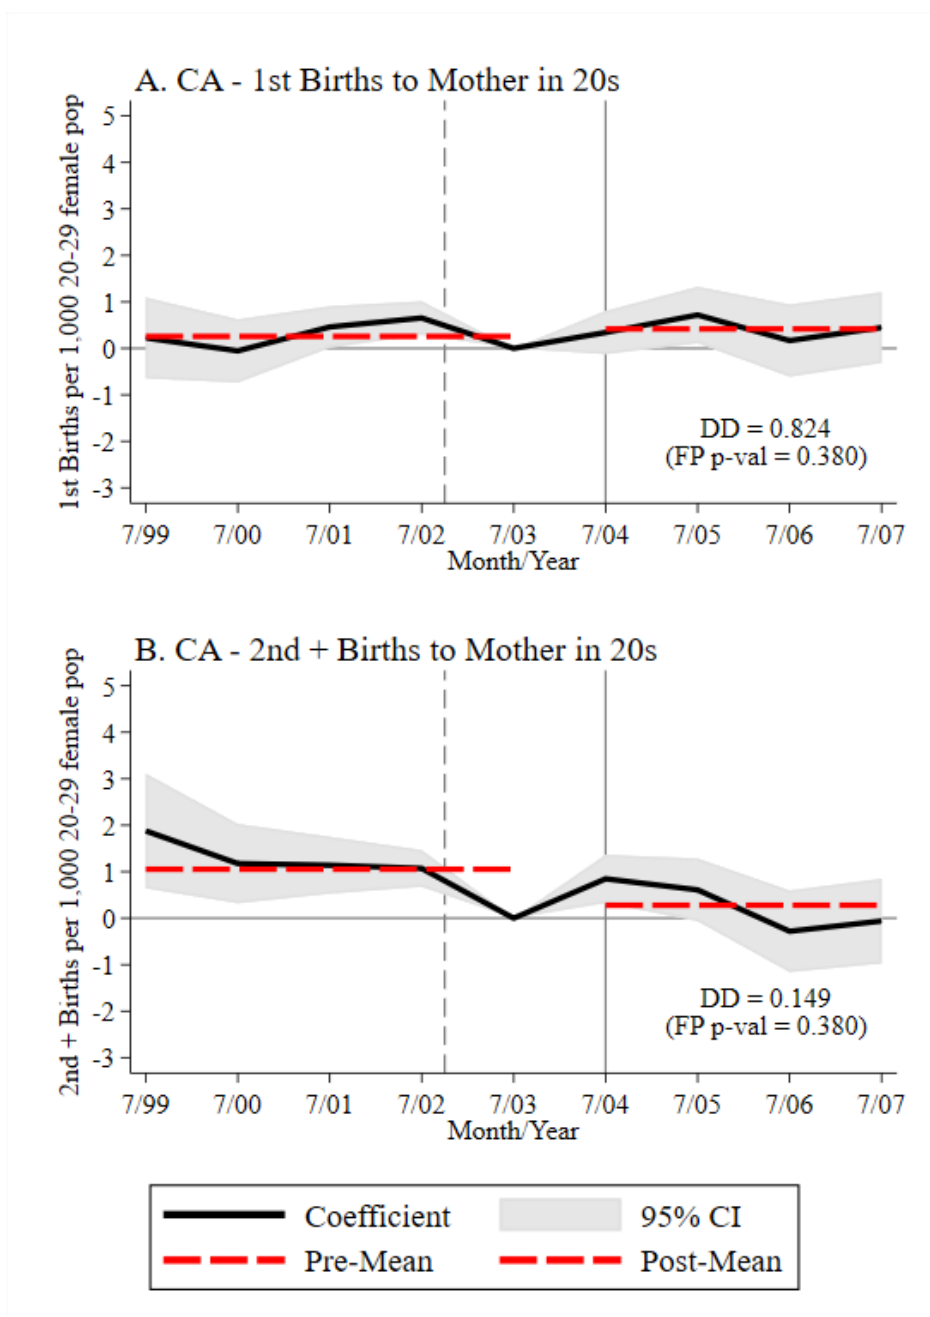 A. CA - 1st Births to Mother in 20s
1st Births per 1,000 20-29 female pop
5
4
3
2
1
0
-1
-2
-3
DD = 0.824
(FP p-val = 0.380)
7/99 7/00 7/01 7/02 7/03 7/04 7/05 7/06 7/07
Month/Year
B. CA - 2nd + Births to Mother in 20s
2nd + Births per 1,000 20-29 female pop
5
4
3
2
1
0
-1
-2
-3
DD = 0.149
(FP p-val = 0.380)
7/99 7/00 7/01 7/02 7/03 7/04 7/05 7/06 7/07
Month/Year
Coefficient 95% CI
Pre-Mean Post-Mean